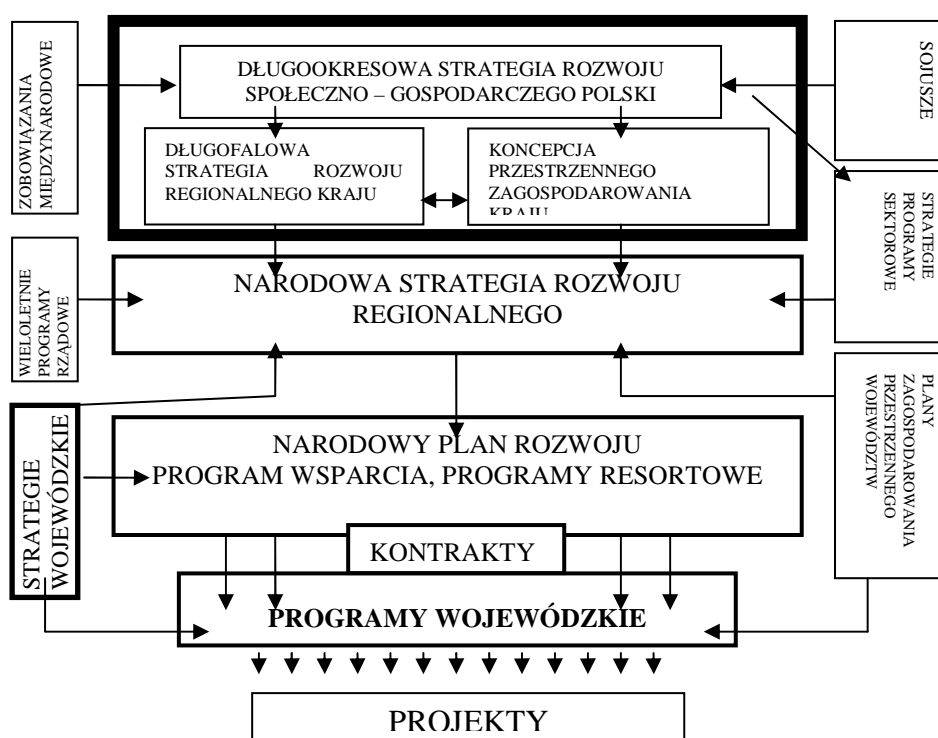 ZOBOWIĄZANIA
MIĘDZYNARODOWE
DŁUGOOKRESOWA STRATEGIA ROZWOJU
SPOŁECZNO – GOSPODARCZEGO POLSKI
SOJUSZE
DŁUGOFALOWA
STRATEGIA ROZWOJU
REGIONALNEGO KRAJU
KONCEPCJA
PRZESTRZENNEGO
ZAGOSPODAROWANIA
KRAJU
STRATEGIE
PROGRAMY
SEKTOROWE
WIELOLETNIE
PROGRAMY
RZĄDOWE
NARODOWA STRATEGIA ROZWOJU
REGIONALNEGO
PLANY
ZAGOSPODAROWANIA
PRZESTRZENNEGO
WOJEWÓDZTW
STRATEGIE
WOJEWÓDZKIE
NARODOWY PLAN ROZWOJU
PROGRAM WSPARCIA, PROGRAMY RESORTOWE
KONTRAKTY
PROGRAMY WOJEWÓDZKIE
PROJEKTY